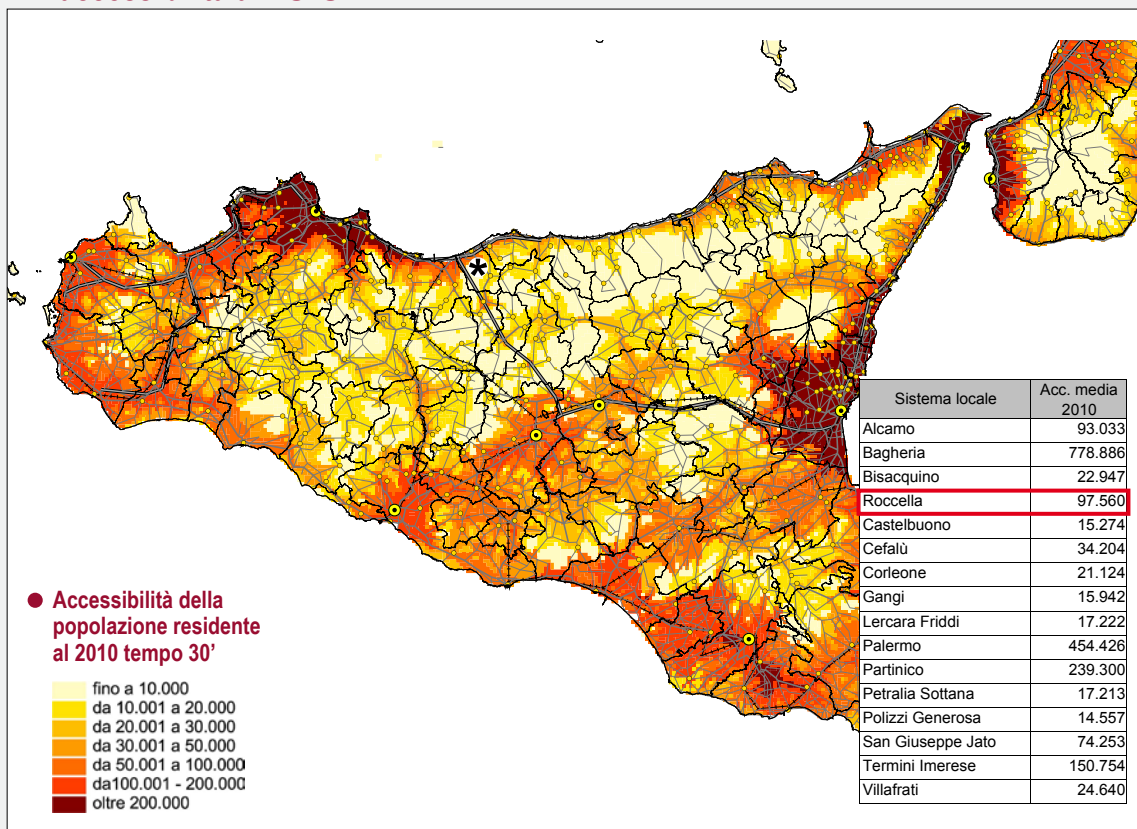 *
Sistema locale Acc. media 2010
Alcamo 93.033
Bagheria 778.886
Bisacquino 22.947
Roccella 97.560
Castelbuono 15.274
Cefalù 34.204
Corleone 21.124
Gangi 15.942
Lercara Friddi 17.222
Palermo 454.426
Partinico 239.300
Petralia Sottana 17.213
Polizzi Generosa 14.557
San Giuseppe Jato 74.253
Termini Imerese 150.754
Villafrati 24.640
Accessibilità della
popolazione residente
al 2010 tempo 30'
fino a 10.000
da 10.001 a 20.000
da 20.001 a 30.000
da 30.001 a 50.000
da 50.001 a 100.000
da100.001 - 200.000
oltre 200.000